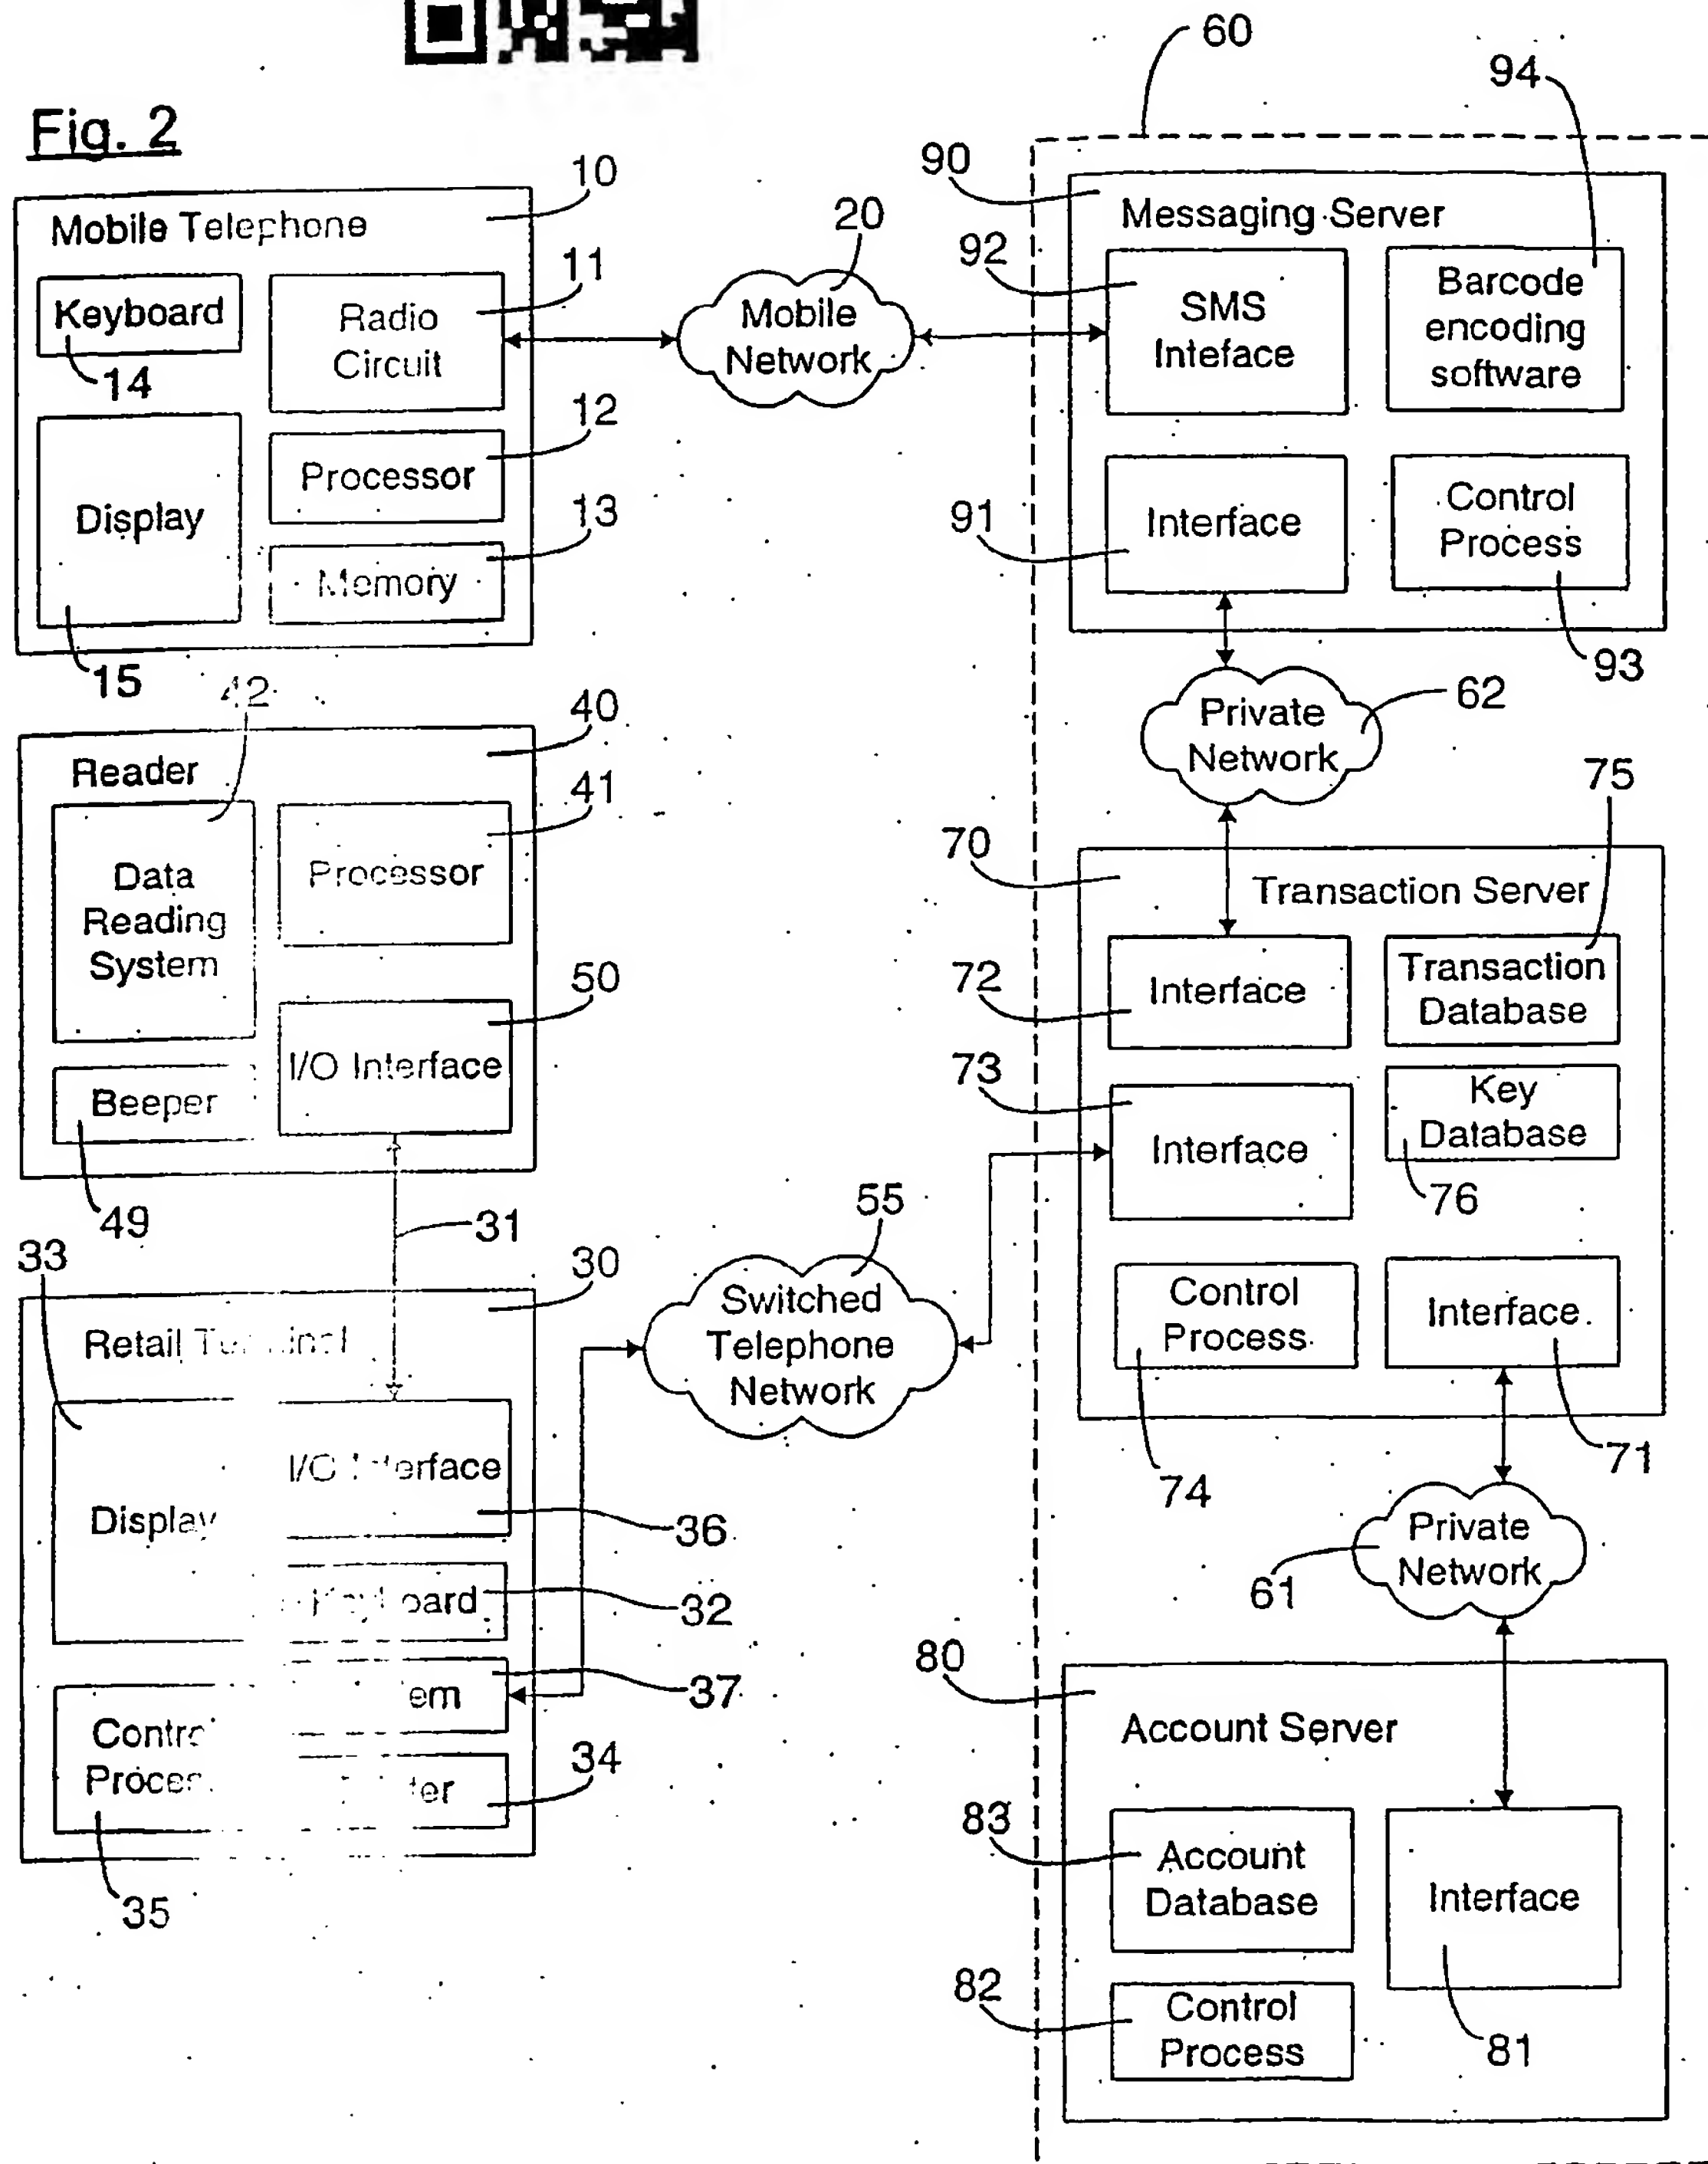 Fig. 2
60
94
10
Mobile Telephone
Keyboard
14
11
Radio
Circuit
12
Processor
13
Memory
Display
15
20
Mobile
Network
90
Messaging Server
92
SMS
Inteface
Barcode
encoding
software
91
Interface
Control
Process
93
Private
Network
62
42
40
Reader
41
Data
Reading
System
Processor
50
I/O Interface
Beeper
49
31
70
75
Transaction Server
72
Interface
Transaction
Database
73
Interface
Key
Database
76
Control
Process
74
Interface
71
55
Switched
Telephone
Network
33
30
Retail
Display
I/O Interface
36
Keyboard
32
37
34
35
Private
Network
61
80
Account Server
83
Account
Database
Interface
81
82
Control
Process